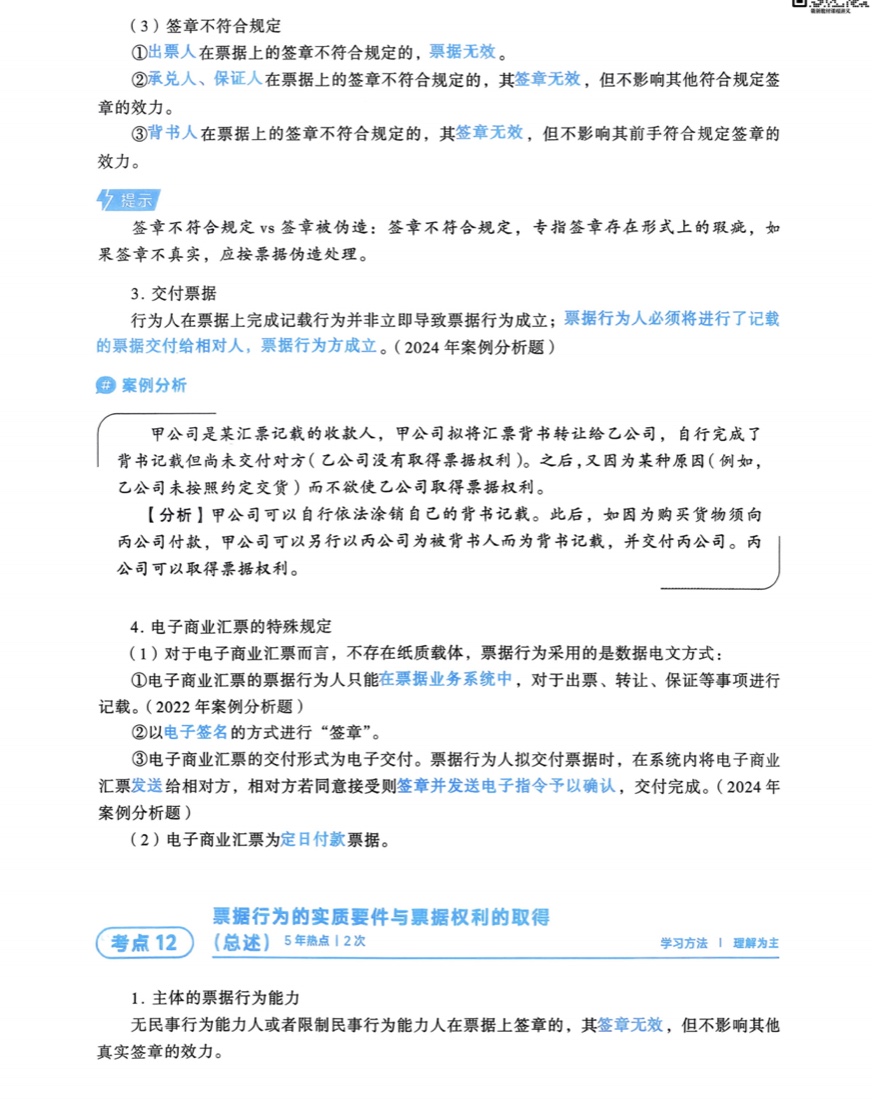 （3）签章不符合规定
①出票人在票据上的签章不符合规定的，票据无效。
②承兑人、保证人在票据上的签章不符合规定的，其签章无效，但不影响其他符合规定签
章的效力。
③背书人在票据上的签章不符合规定的，其签章无效，但不影响其前手符合规定签章的
效力。
提示
签章不符合规定 vs 签章被伪造：签章不符合规定，专指签章存在形式上的瑕疵，如
果签章不真实，应按票据伪造处理。
3. 交付票据
行为人在票据上完成记载行为并非立即导致票据行为成立；票据行为人必须将进行了记载
的票据交付给相对人，票据行为方成立。（2024 年案例分析题）
# 案例分析
甲公司是某汇票记载的收款人，甲公司拟将汇票背书转让给乙公司，自行完成了
背书记载但尚未交付对方（乙公司没有取得票据权利）。之后，又因为某种原因（例如，
乙公司未按照约定交货）而不欲使乙公司取得票据权利。
【分析】甲公司可以自行依法涂销自己的背书记载。此后，如因为购买货物须向
丙公司付款，甲公司可以另行以丙公司为被背书人而为背书记载，并交付丙公司。丙
公司可以取得票据权利。
4. 电子商业汇票的特殊规定
（1）对于电子商业汇票而言，不存在纸质载体，票据行为采用的是数据电文方式：
①电子商业汇票的票据行为人只能在票据业务系统中，对于出票、转让、保证等事项进行
记载。（2022 年案例分析题）
②以电子签名的方式进行“签章”。
③电子商业汇票的交付形式为电子交付。票据行为人拟交付票据时，在系统内将电子商业
汇票发送给相对方，相对方若同意接受则签章并发送电子指令予以确认，交付完成。（2024 年
案例分析题）
（2）电子商业汇票为定日付款票据。
考点 12
票据行为的实质要件与票据权利的取得
（总述） 5 年热点 | 2 次
学习方法 | 理解为主
1. 主体的票据行为能力
无民事行为能力人或者限制民事行为能力人在票据上签章的，其签章无效，但不影响其他
真实签章的效力。